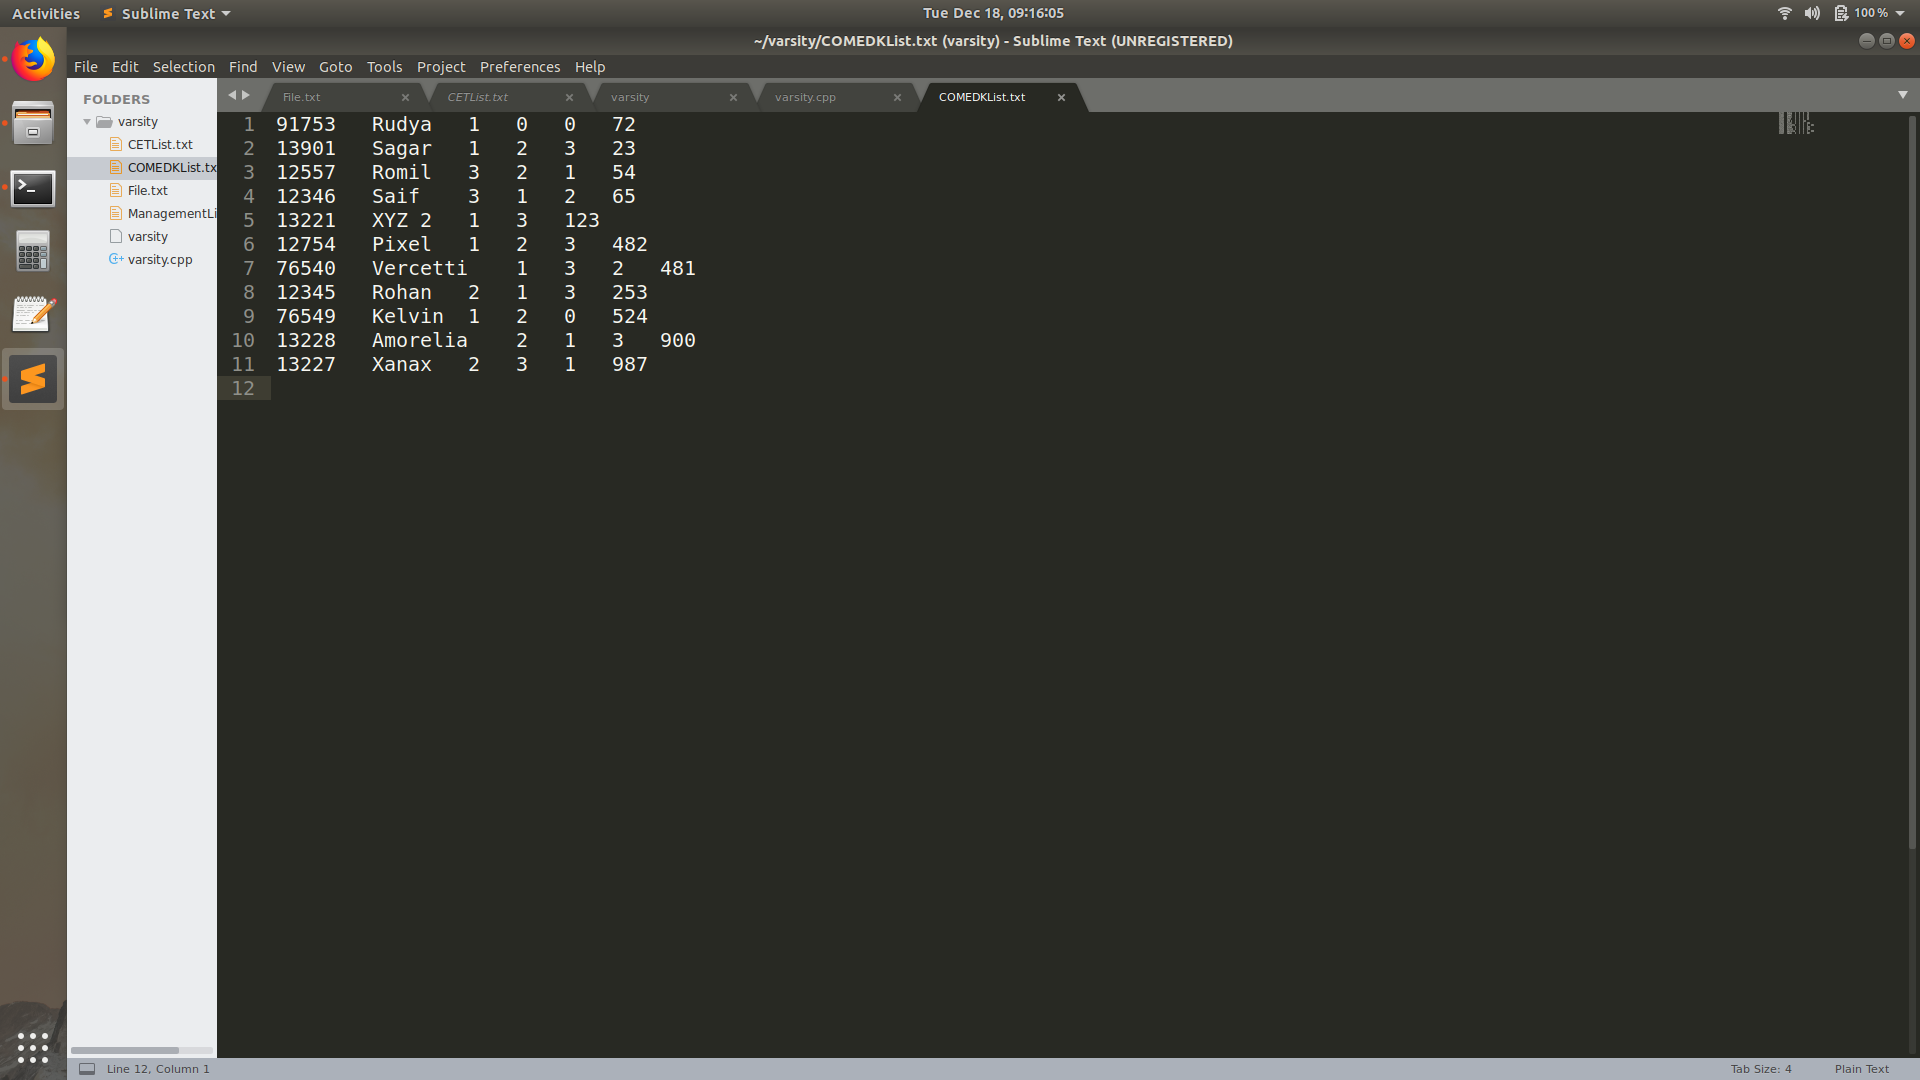 Activities Sublime Text Tue Dec 18, 09:16:05 100 %
~/varsity/COMEDKList.txt (varsity) - Sublime Text (UNREGISTERED)
File Edit Selection Find View Goto Tools Project Preferences Help
FOLDERS
varsity
CETList.txt
COMEDKList.tx
File.txt
ManagementLi
varsity
varsity.cpp
File.txt CETList.txt varsity varsity.cpp COMEDKList.txt
1 91753 Rudya 1 0 0 72
2 13901 Sagar 1 2 3 23
3 12557 Romil 3 2 1 54
4 12346 Saif 3 1 2 65
5 13221 XYZ 2 1 3 123
6 12754 Pixel 1 2 3 482
7 76540 Vercetti 1 3 2 481
8 12345 Rohan 2 1 3 253
9 76549 Kelvin 1 2 0 524
10 13228 Amorelia 2 1 3 900
11 13227 Xanax 2 3 1 987
12
Line 12, Column 1 Tab Size: 4 Plain Text